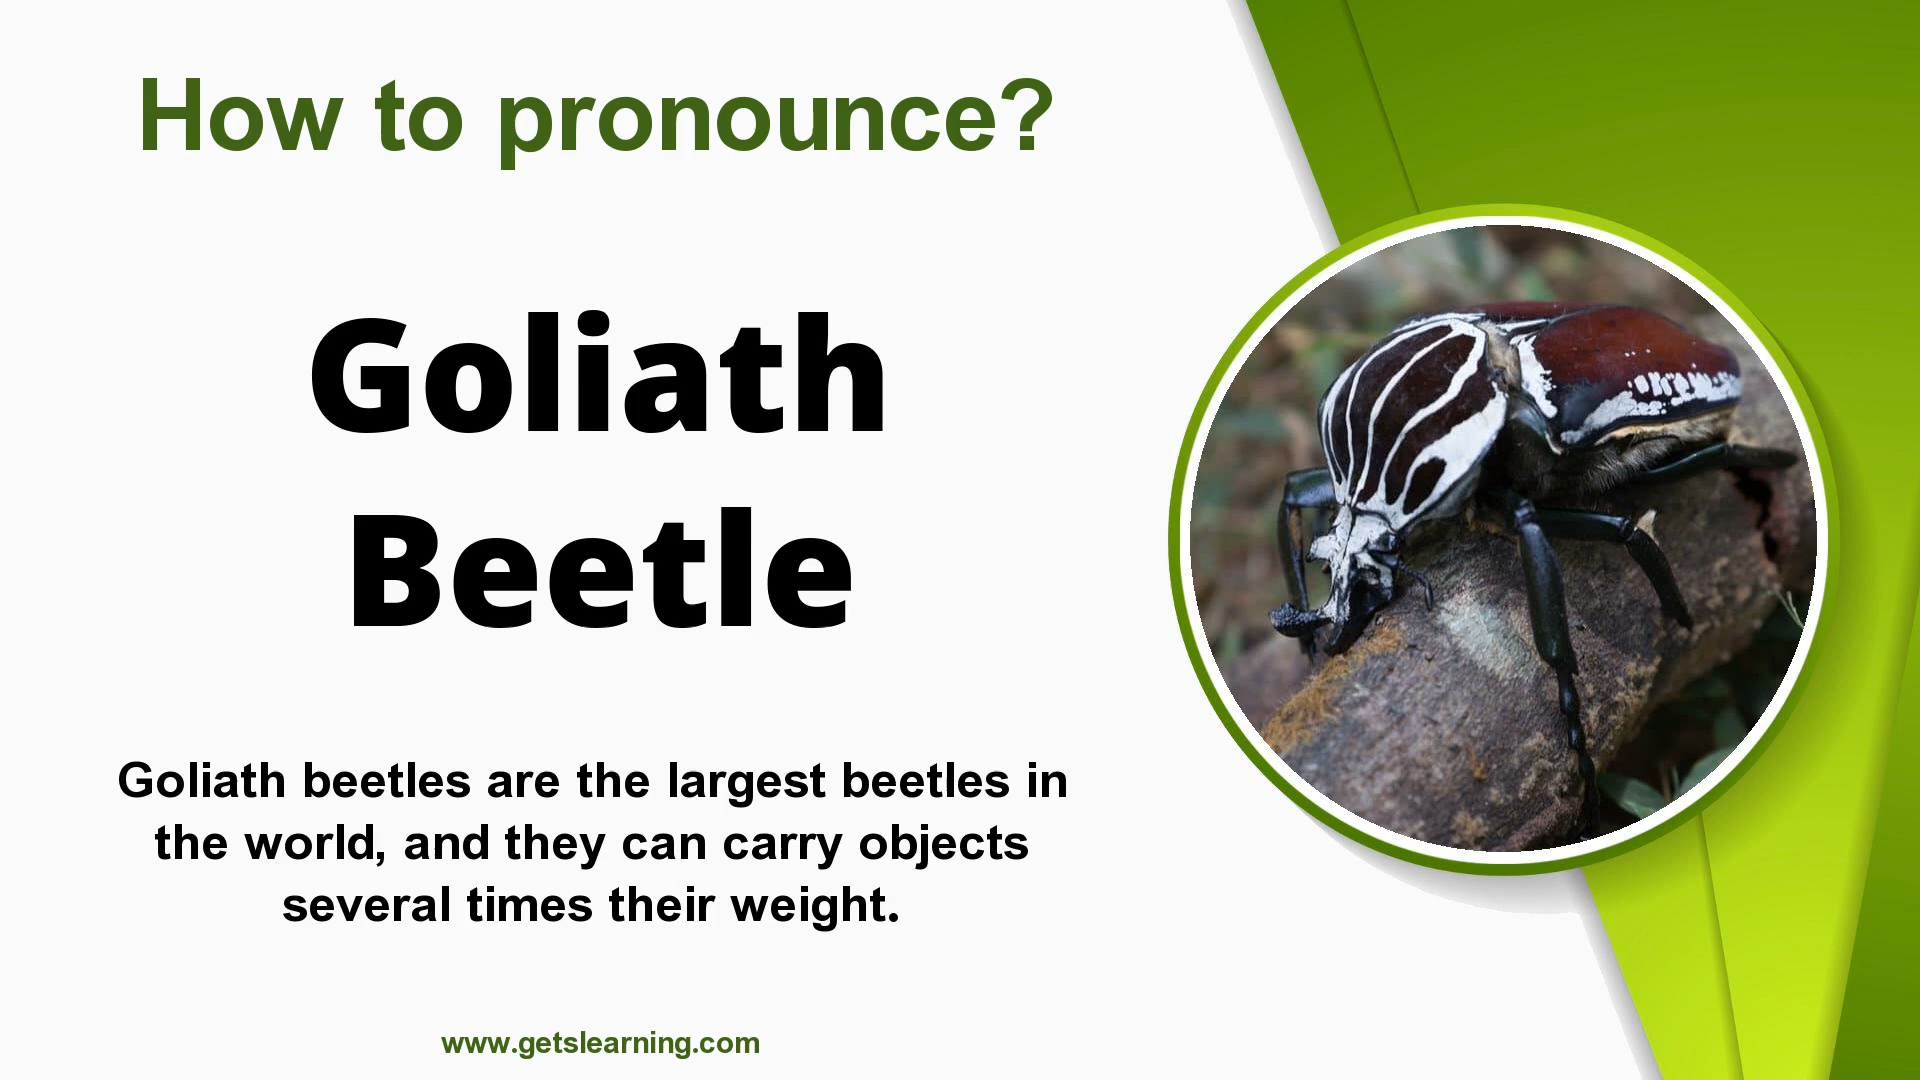 How to pronounce?
Goliath
Beetle
Goliath beetles are the largest beetles in
the world, and they can carry objects
several times their weight.
www.getslearning.com